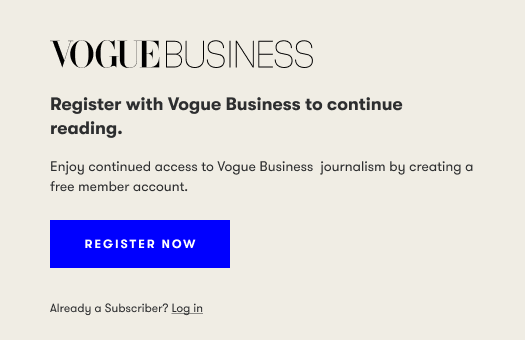 VOGUE BUSINESS
Register with Vogue Business to continue
reading.
Enjoy continued access to Vogue Business  journalism by creating a
free member account.
REGISTER NOW
Already a Subscriber? Log in